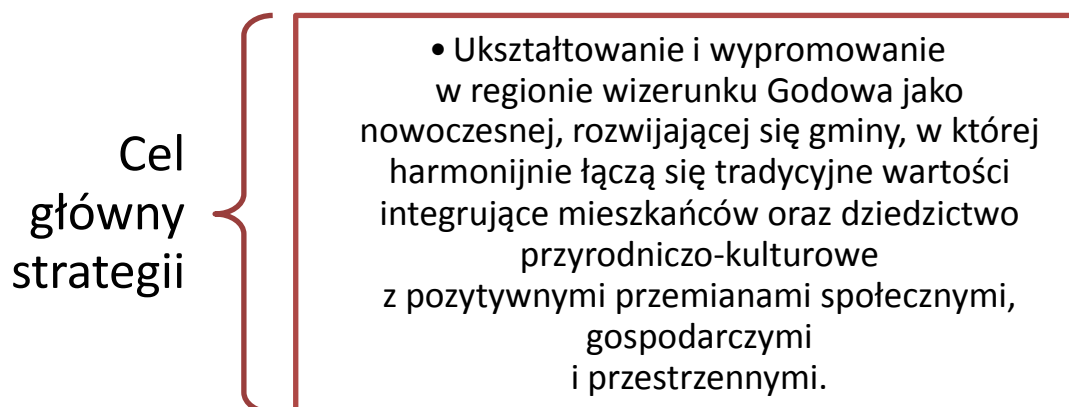 Cel
główny
strategii
• Ukształtowanie i wypromowanie
w regionie wizerunku Godowa jako
nowoczesnej, rozwijającej się gminy, w której
harmonijnie łączą się tradycyjne wartości
integrujące mieszkańców oraz dziedzictwo
przyrodniczo-kulturowe
z pozytywnymi przemianami społecznymi,
gospodarczymi
i przestrzennymi.